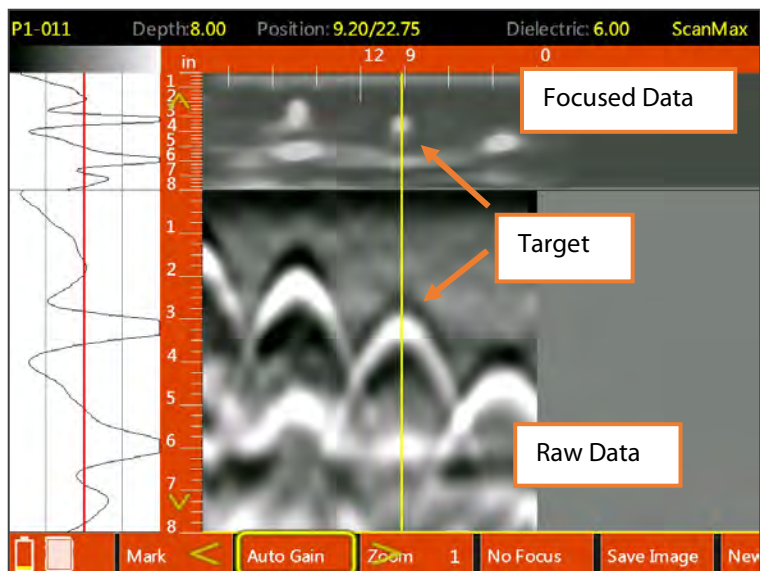 P1-011 Depth:8.00 Position: 9.20/22.75 Dielectric: 6.00 ScanMax
in 12 9 0
1
2
3
4
5
6
7
8
Focused Data
Target
1
2
3
4
5
6
7
8
Raw Data
Mark < Auto Gain Zoom > 1 No Focus Save Image New